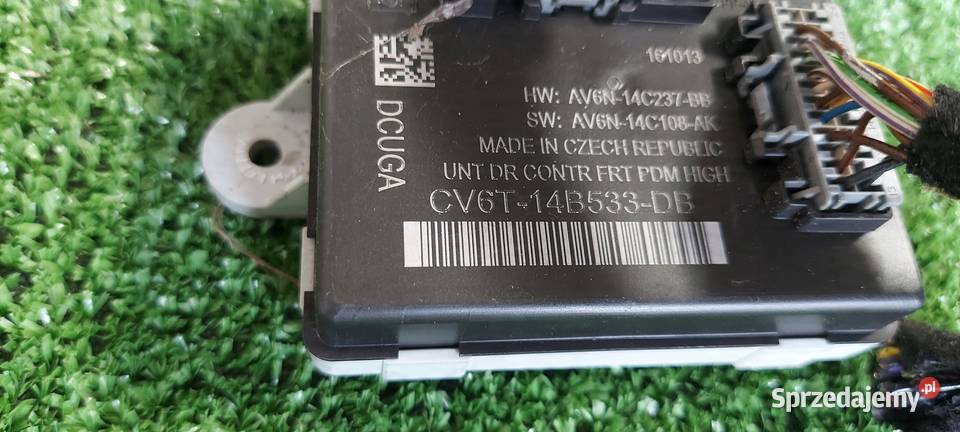 161013
HW: AV6N-14C237-BB
SW: AV6N-14C108-AK
MADE IN CZECH REPUBLIC
UNT DR CONTR FRT PDM HIGH
CV6T-14B533-DB
DCUGA
Sprzedajemy.pl